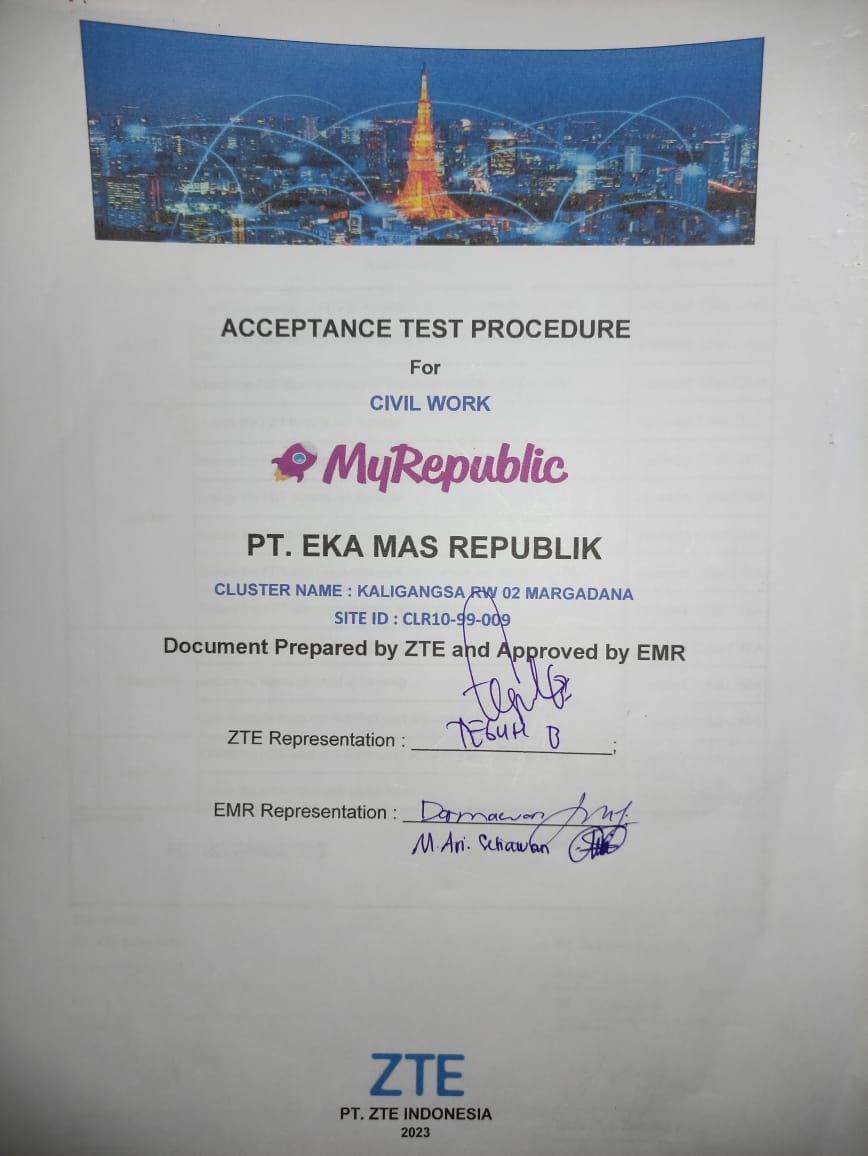 ACCEPTANCE TEST PROCEDURE
For
CIVIL WORK
MyRepublic
PT. EKA MAS REPUBLIK
CLUSTER NAME : KALIGANGSA RW 02 MARGADANA
SITE ID : CLR10-99-009
Document Prepared by ZTE and Approved by EMR
ZTE Representation : TEGUH B ;
EMR Representation : Darmawan
M. Ari. Setiawan
ZTE
PT. ZTE INDONESIA
2023